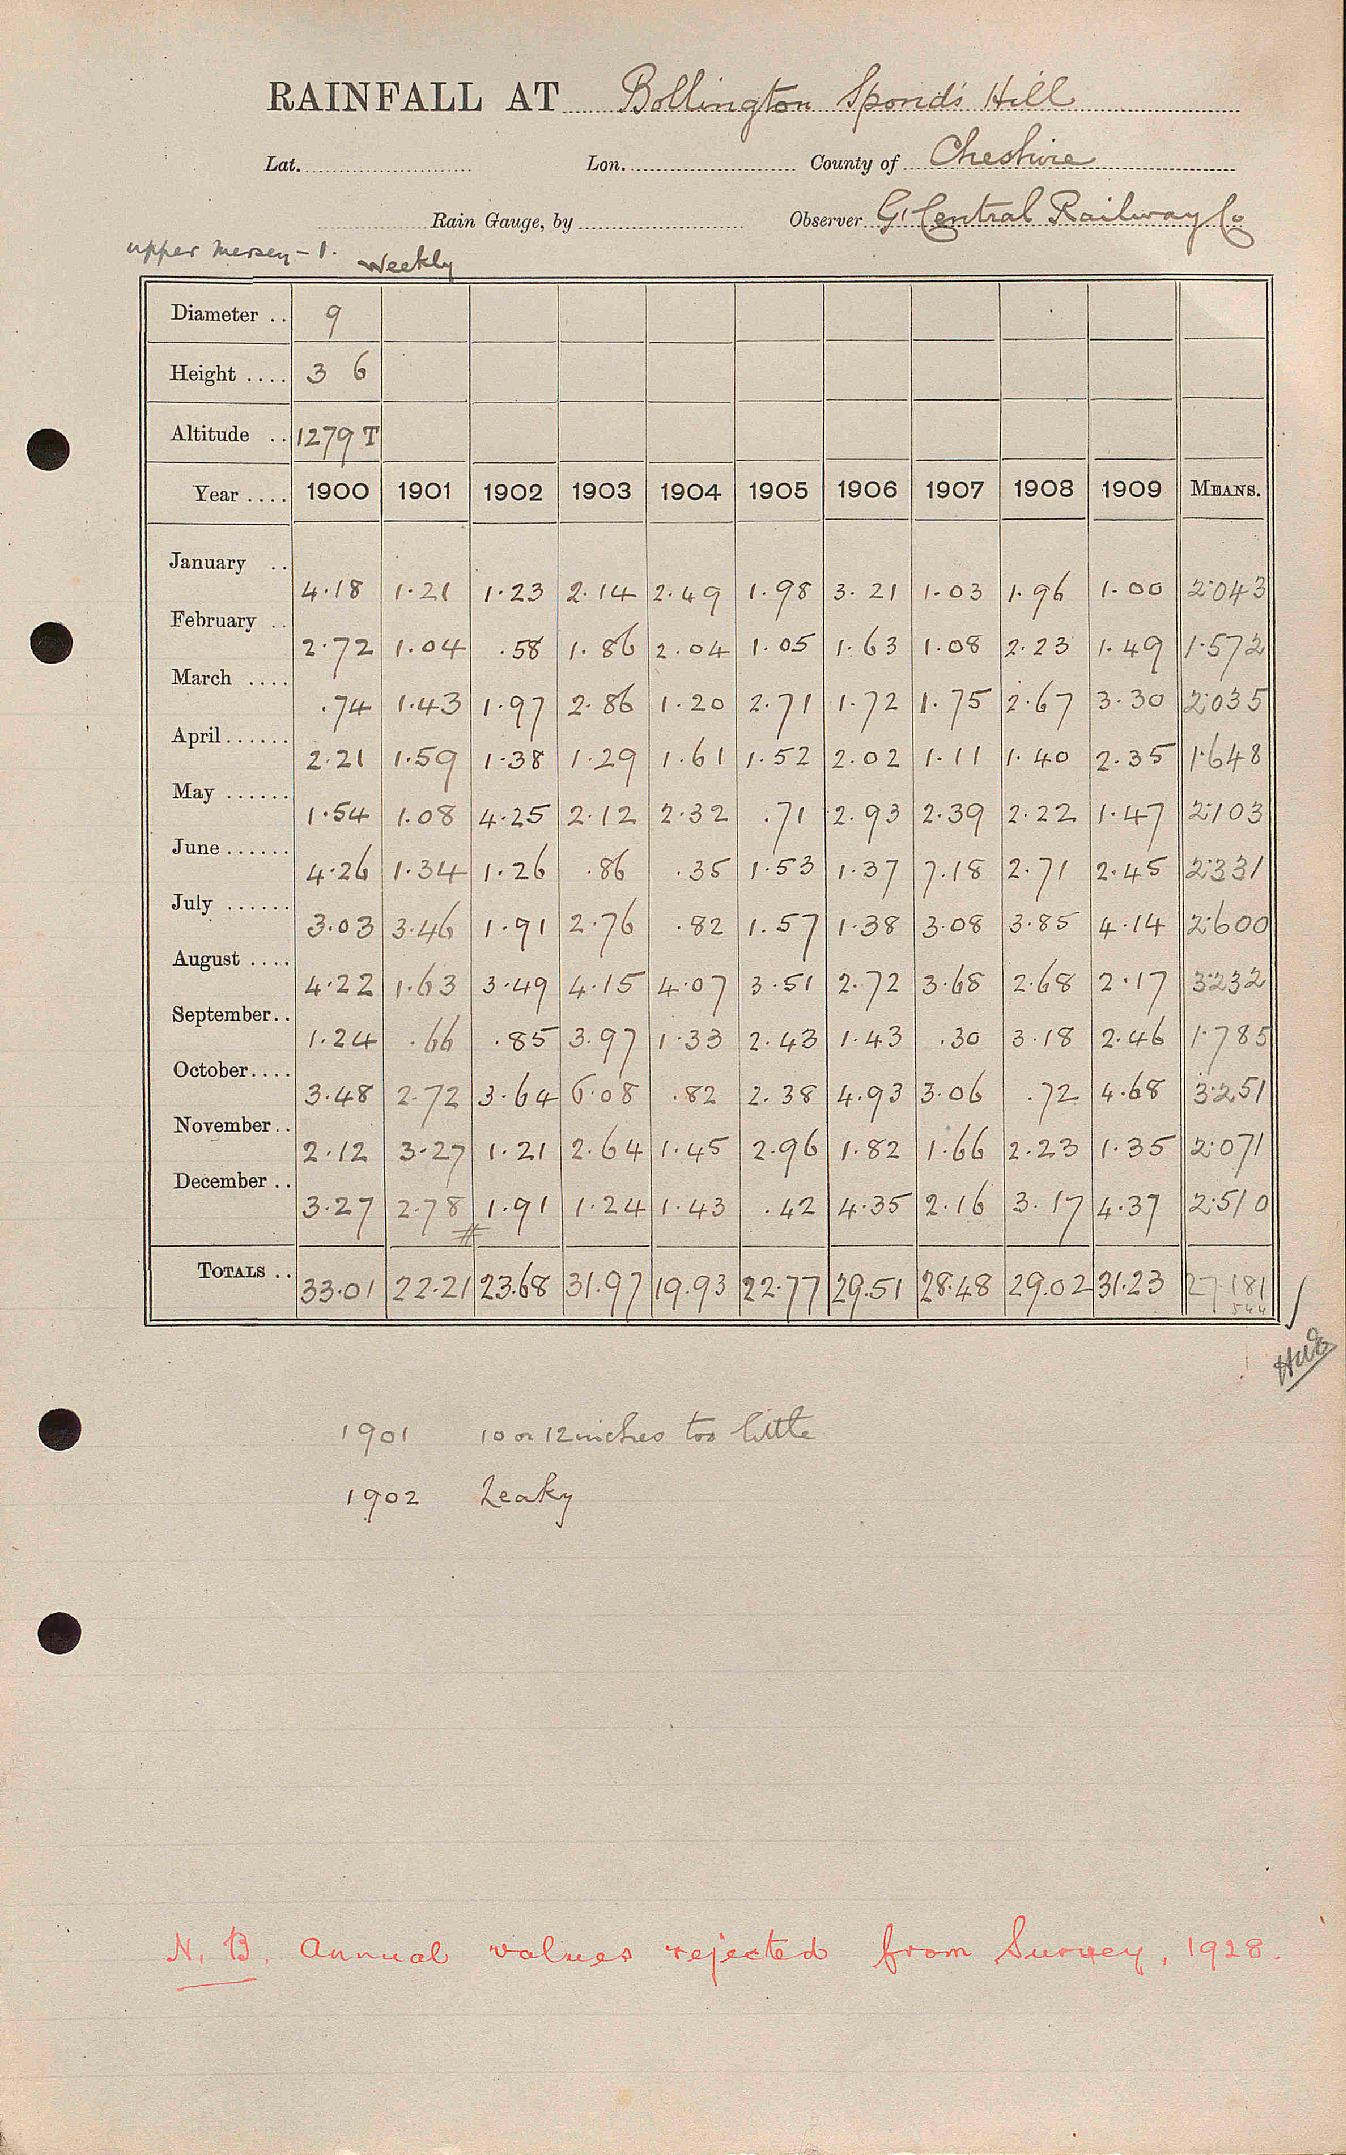 RAINFALL AT Bollington Spond's Hill
Lat. Lon. County of Cheshire
Rain Gauge, by Observer Gt Central Railway Co
upper Mersey - 1. Weekly
Diameter .. 9
Height .... 3 6
Altitude .. 1279 T
Year .... 1900 1901 1902 1903 1904 1905 1906 1907 1908 1909 MEANS.
January .. 4.18 1.21 1.23 2.14 2.49 1.98 3.21 1.03 1.96 1.00 2.043
February .. 2.72 1.04 .58 1.86 2.04 1.05 1.63 1.08 2.23 1.49 1.572
March .... .74 1.43 1.97 2.86 1.20 2.71 1.72 1.75 2.67 3.30 2.035
April...... 2.21 1.59 1.38 1.29 1.61 1.52 2.02 1.11 1.40 2.35 1.648
May ...... 1.54 1.08 4.25 2.12 2.32 .71 2.93 2.39 2.22 1.47 2.103
June...... 4.26 1.34 1.26 .86 .35 1.53 1.37 7.18 2.71 2.45 2.331
July ...... 3.03 3.46 1.91 2.76 .82 1.57 1.38 3.08 3.85 4.14 2.600
August .... 4.22 1.63 3.49 4.15 4.07 3.51 2.72 3.68 2.68 2.17 3.232
September.. 1.24 .66 .85 3.97 1.33 2.43 1.43 .30 3.18 2.46 1.785
October.... 3.48 2.72 3.64 6.08 .82 2.38 4.93 3.06 .72 4.68 3.251
November.. 2.12 3.27 1.21 2.64 1.45 2.96 1.82 1.66 2.23 1.35 2.071
December .. 3.27 2.78 1.91 1.24 1.43 .42 4.35 2.16 3.17 4.37 2.510
#
TOTALS .. 33.01 22.21 23.68 31.97 19.93 22.77 29.51 28.48 29.02 31.23 27.181
544
1901 10 or 12 inches too little
1902 Leaky
N. B. Annual values rejected from Survey, 1928.